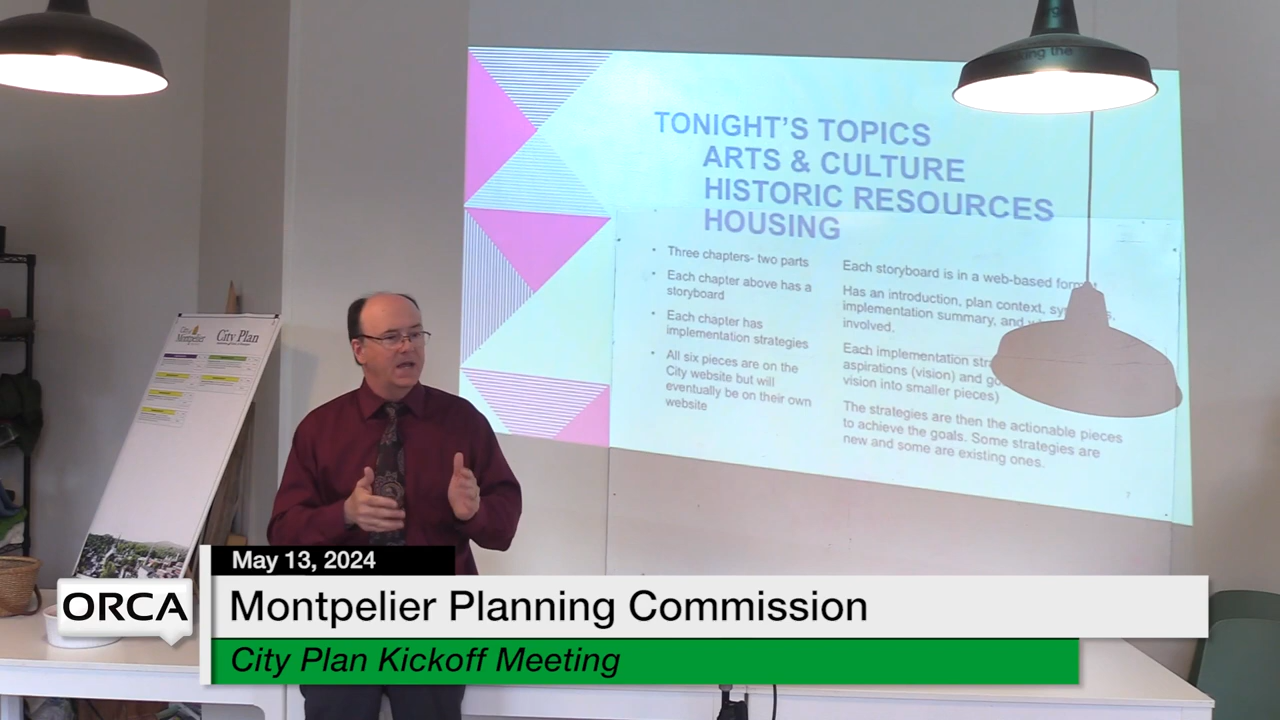 TONIGHT'S TOPICS
ARTS & CULTURE
HISTORIC RESOURCES
HOUSING
• Three chapters- two parts
• Each chapter above has a
storyboard
• Each chapter has
implementation strategies
• All six pieces are on the
City website but will
eventually be on their own
website
Each storyboard is in a web-based
Has an introduction, plan context,
implementation summary, and
involved.
Each implementation
aspirations (vision) and
vision into smaller pieces)
The strategies are then the actionable pieces
to achieve the goals. Some strategies are
new and some are existing ones.
7
City of
Montpelier
City Plan
May 13, 2024
ORCA
Montpelier Planning Commission
City Plan Kickoff Meeting